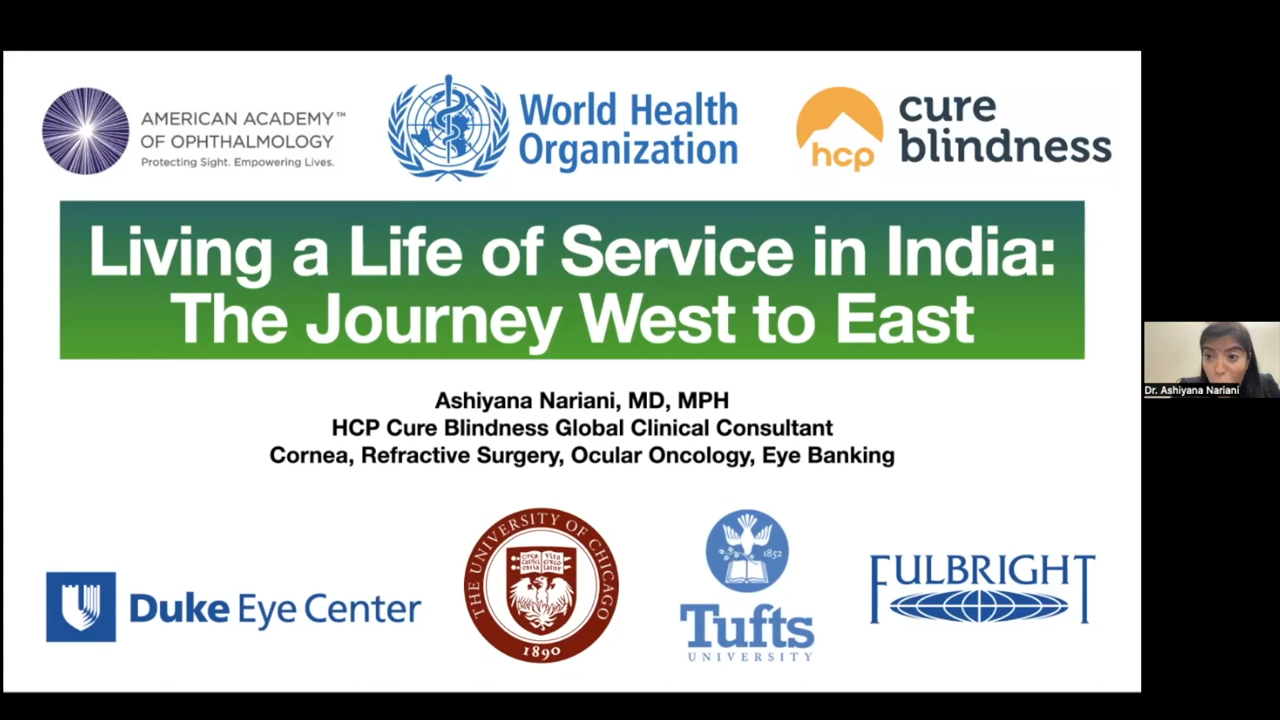 AMERICAN ACADEMY™
OF OPHTHALMOLOGY
Protecting Sight. Empowering Lives.
World Health
Organization
hcp
cure
blindness
Living a Life of Service in India:
The Journey West to East
Ashiyana Nariani, MD, MPH
HCP Cure Blindness Global Clinical Consultant
Cornea, Refractive Surgery, Ocular Oncology, Eye Banking
Dr. Ashiyana Nariani
Duke Eye Center
THE UNIVERSITY OF CHICAGO
1890
1852
Tufts
UNIVERSITY
FULBRIGHT